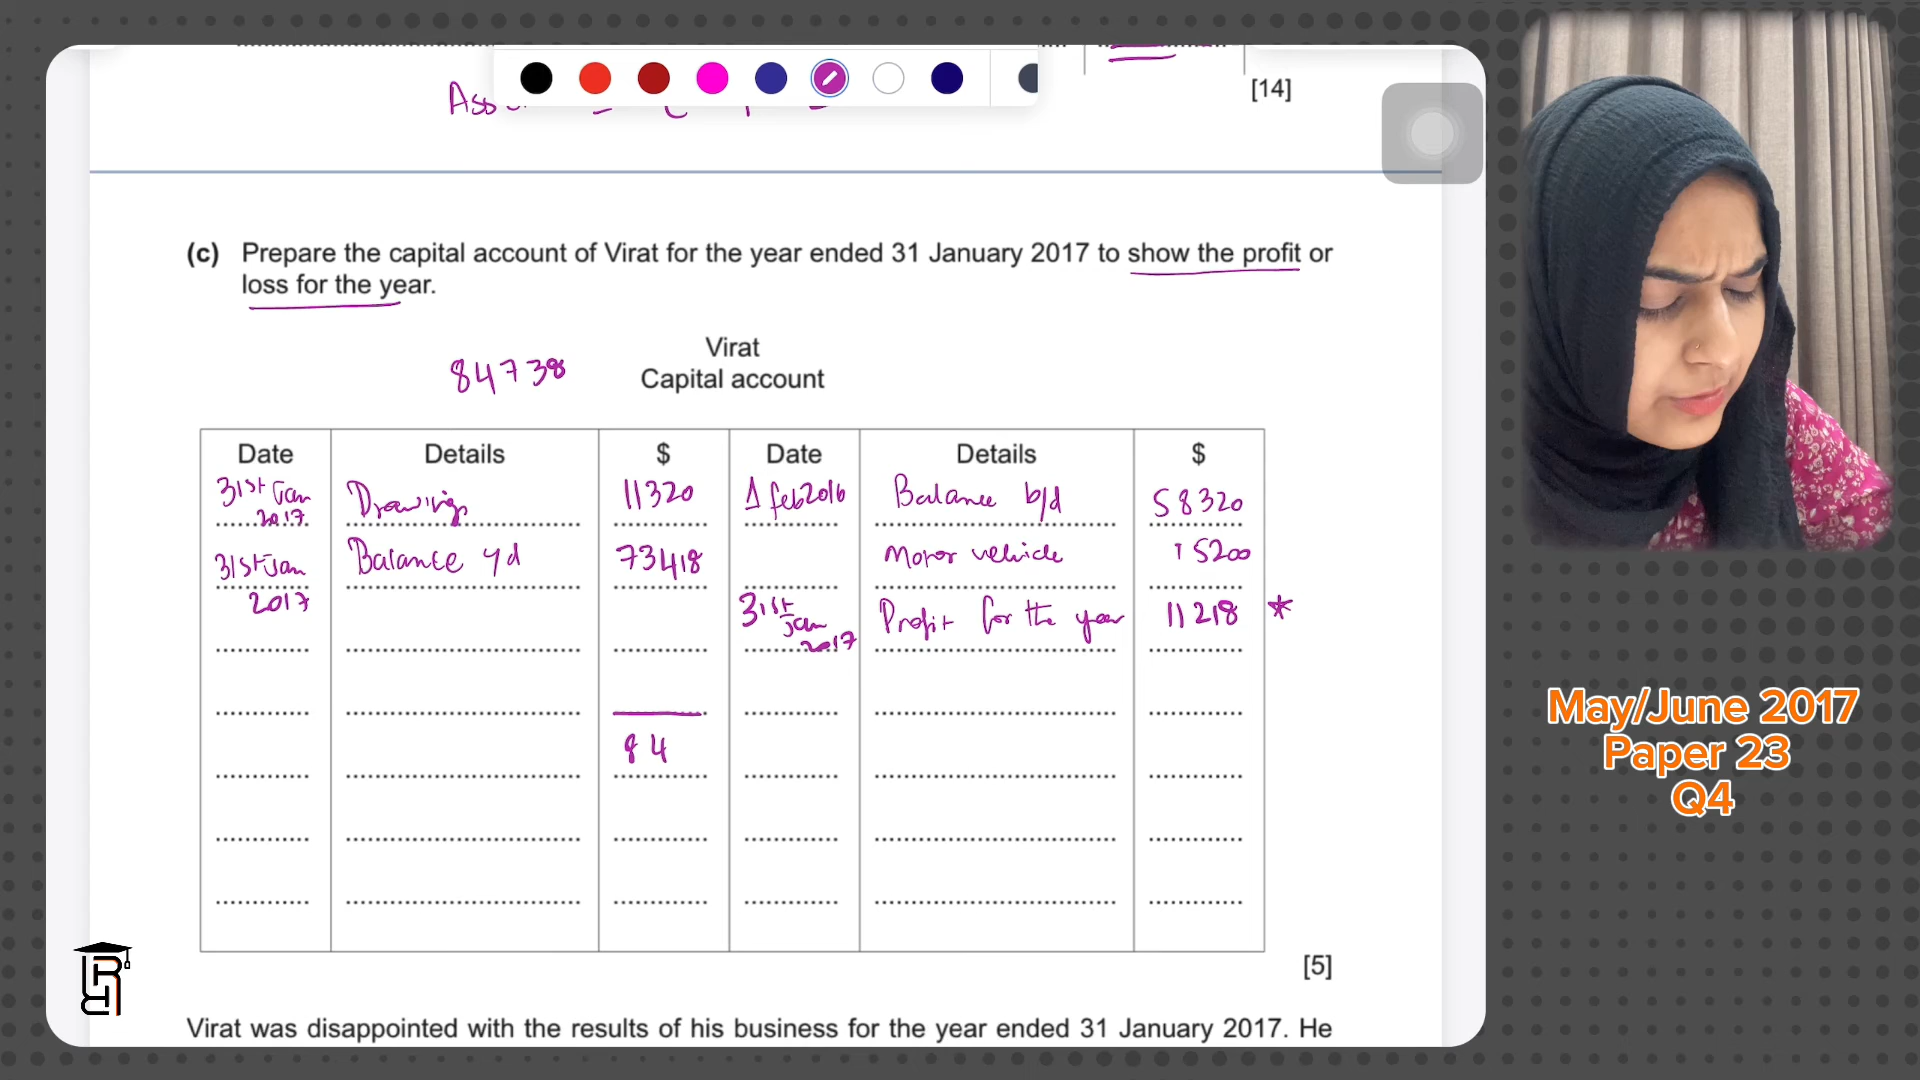 [14]
(c) Prepare the capital account of Virat for the year ended 31 January 2017 to show the profit or
loss for the year.
84738
Virat
Capital account
Date Details $ Date Details $
31st Jan 2017 Drawings 11320 1 feb 2016 Balance b/d 58320
31st Jan 2017 Balance c/d 73418 Motor vehicle 15200
31st Jan 2017 Profit for the year 11218 *
84
[5]
Virat was disappointed with the results of his business for the year ended 31 January 2017. He
May/June 2017
Paper 23
Q4